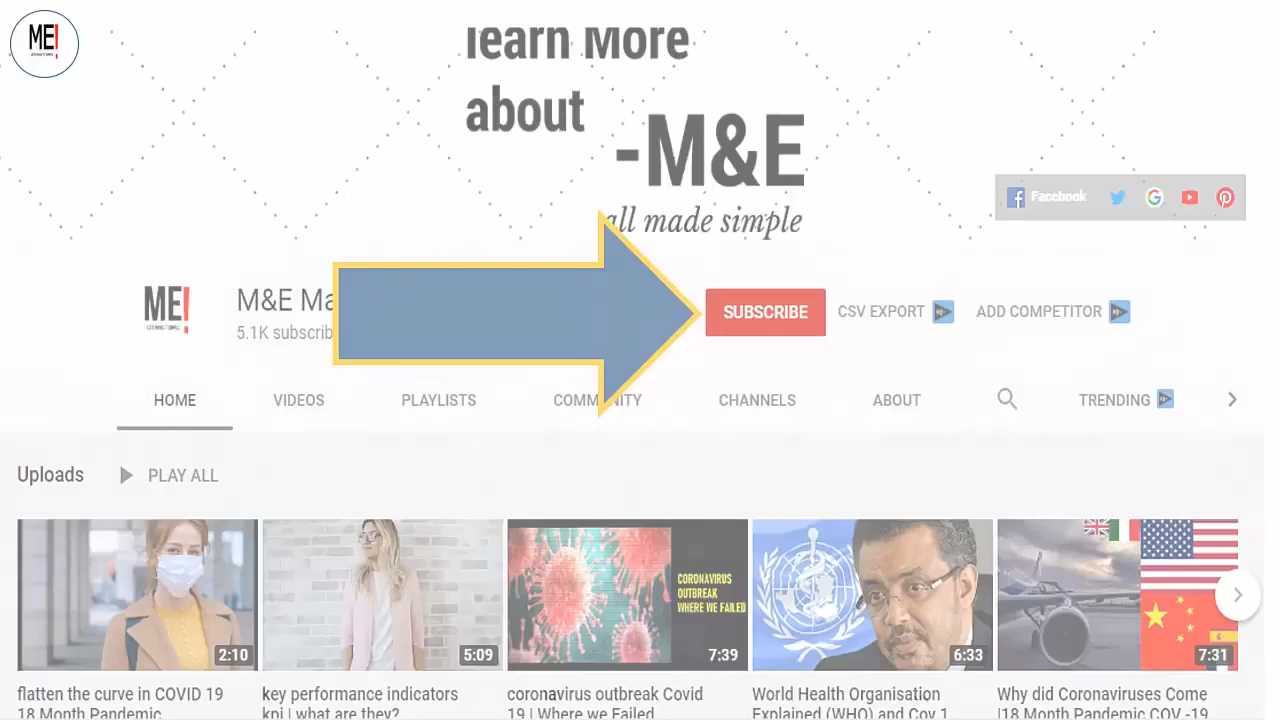 ME!
learn More
about
-M&E
all made simple
Facebook
ME!
M&E Ma
5.1K subscrib
SUBSCRIBE
CSV EXPORT
ADD COMPETITOR
HOME
VIDEOS
PLAYLISTS
COMM NITY
CHANNELS
ABOUT
TRENDING
Uploads
PLAY ALL
CORONAVIRUS
OUTBREAK
WHERE WE FAILED
2:10
5:09
7:39
6:33
7:31
flatten the curve in COVID 19
18 Month Pandemic
key performance indicators
kpi | what are they?
coronavirus outbreak Covid
19 | Where we Failed
World Health Organisation
Explained (WHO) and Cov 1
Why did Coronaviruses Come
|18 Month Pandemic COV -19